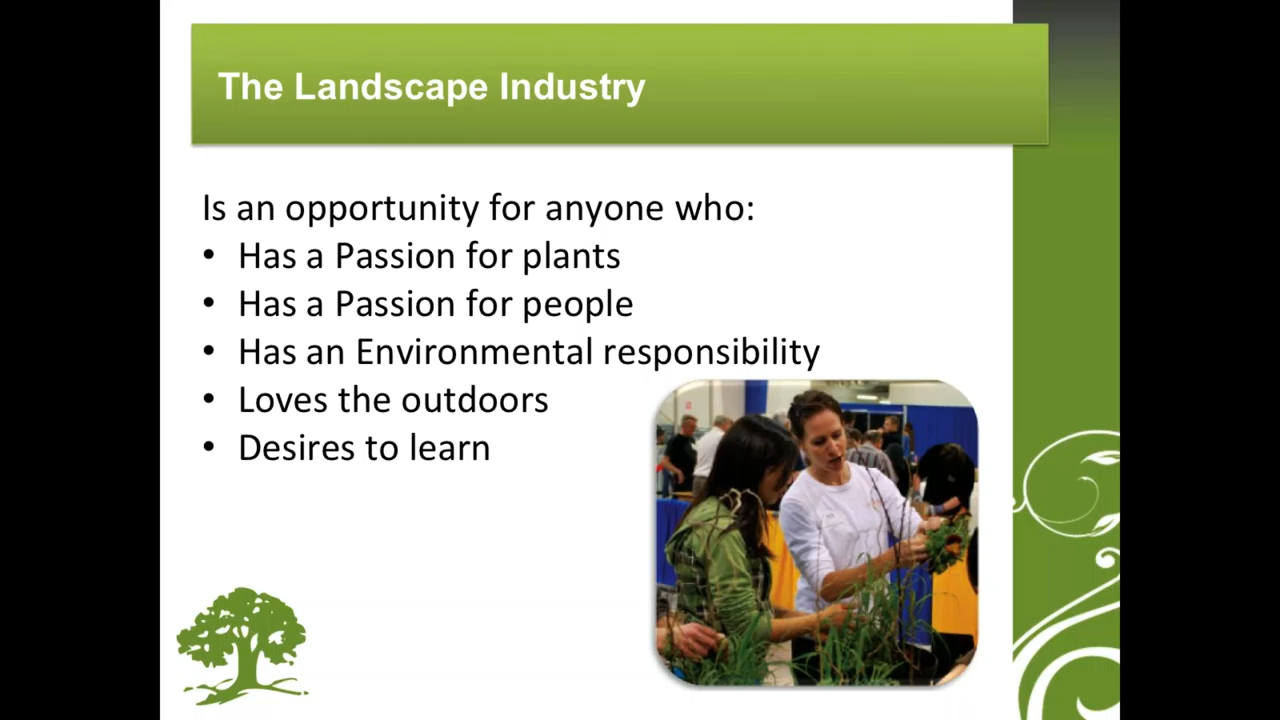 The Landscape Industry
Is an opportunity for anyone who:
• Has a Passion for plants
• Has a Passion for people
• Has an Environmental responsibility
• Loves the outdoors
• Desires to learn